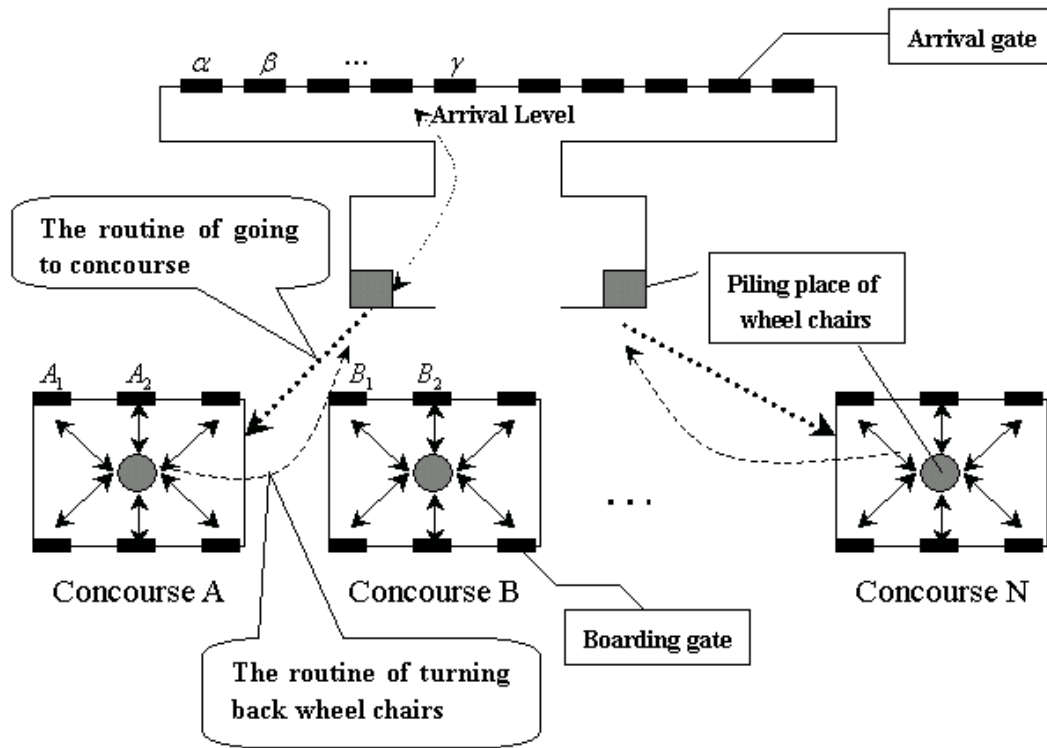 Arrival gate
α β ... γ
Arrival Level
The routine of going
to concourse
Piling place of
wheel chairs
A₁ A₂ B₁ B₂
...
Concourse A Concourse B Concourse N
Boarding gate
The routine of turning
back wheel chairs